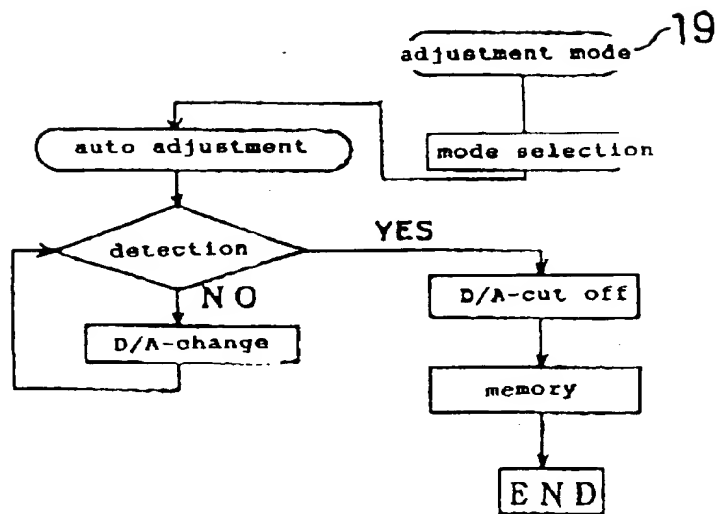 adjustment mode
19
mode selection
auto adjustment
detection
YES
NO
D/A-change
D/A-cut off
memory
END